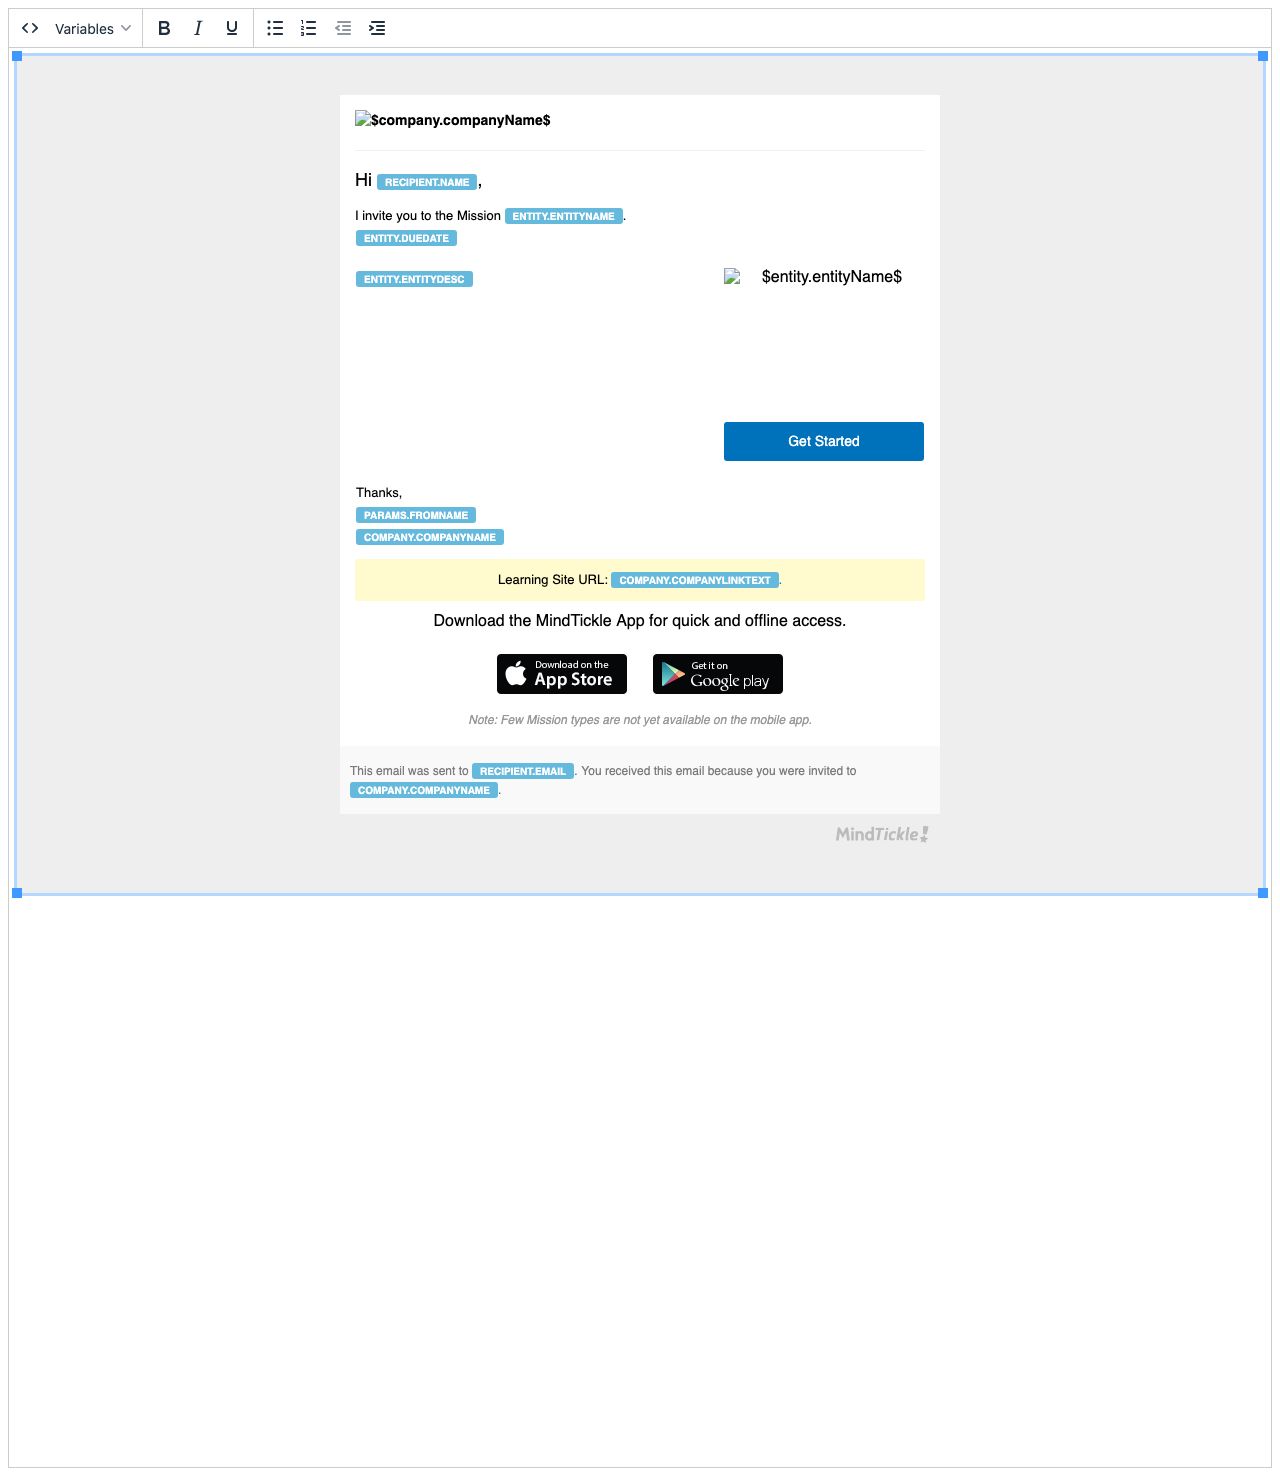 Variables B I U
$company.companyName$
Hi RECIPIENT.NAME,
I invite you to the Mission ENTITY.ENTITYNAME.
ENTITY.DUEDATE
ENTITY.ENTITYDESC
$entity.entityName$
Get Started
Thanks,
PARAMS.FROMNAME
COMPANY.COMPANYNAME
Learning Site URL: COMPANY.COMPANYLINKTEXT.
Download the MindTickle App for quick and offline access.
Download on the
App Store
Get it on
Google play
Note: Few Mission types are not yet available on the mobile app.
This email was sent to RECIPIENT.EMAIL. You received this email because you were invited to
COMPANY.COMPANYNAME.
MindTickle!